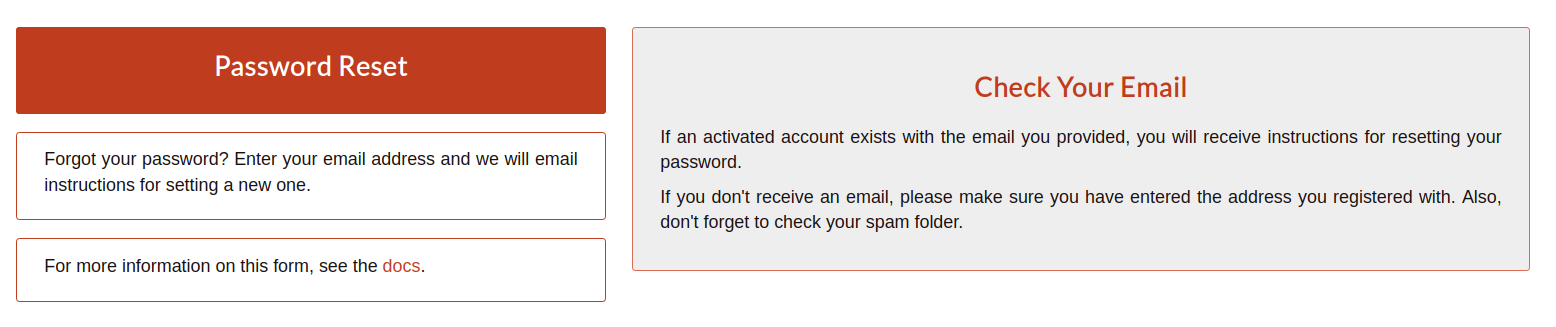 Password Reset
Forgot your password? Enter your email address and we will email
instructions for setting a new one.
For more information on this form, see the docs.
Check Your Email
If an activated account exists with the email you provided, you will receive instructions for resetting your
password.
If you don't receive an email, please make sure you have entered the address you registered with. Also,
don't forget to check your spam folder.